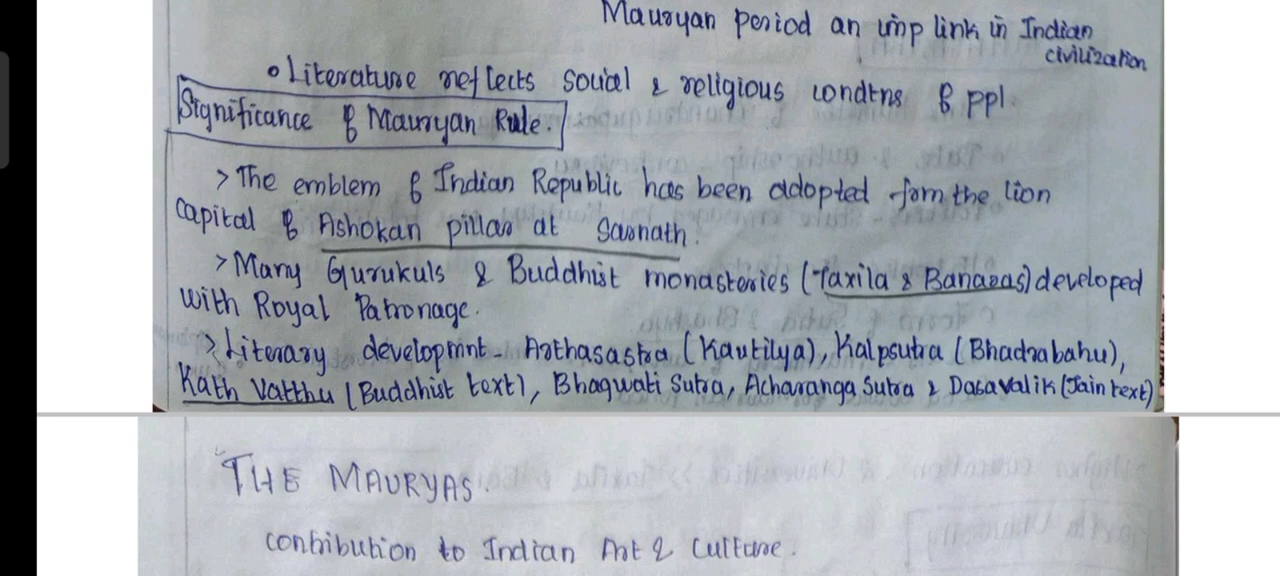 Mauryan period an imp link in Indian
civilization
• Literature reflects social & religious condtns of ppl.
Significance of Mauryan Rule.
> The emblem of Indian Republic has been adopted from the lion
capital of Ashokan pillar at Sarnath.
> Many Gurukuls & Buddhist monasteries (Taxila & Banaras) developed
with Royal Patronage.
> Literary developmnt - Arthasastra (Kautilya), Kalpsutra (Bhadrabahu),
Kath Vatthu (Buddhist text), Bhagwati Sutra, Acharanga Sutra & Dasavalik (Jain text)
THE MAURYAS.
contribution to Indian Art & Culture.